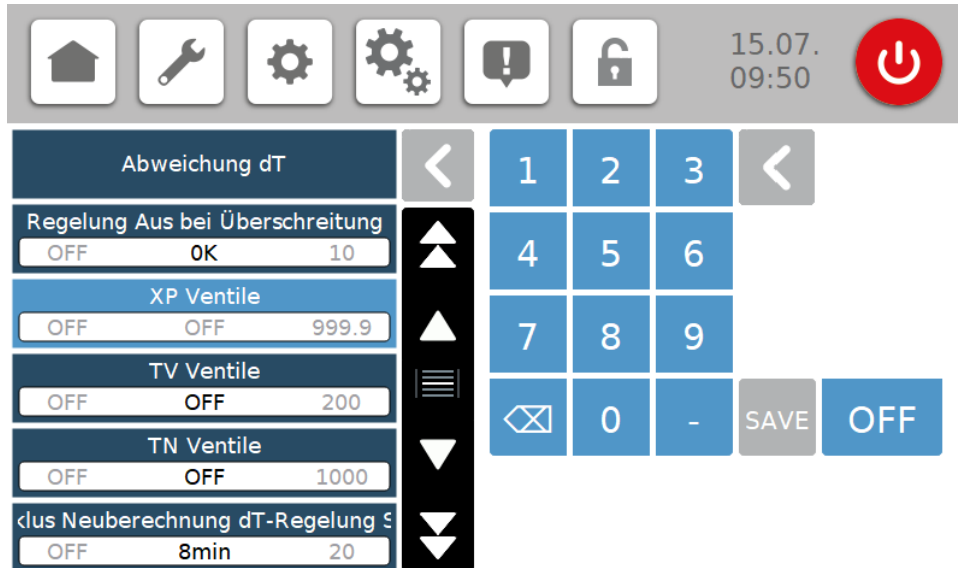 15.07.
09:50
Abweichung dT
Regelung Aus bei Überschreitung
OFF 0K 10
XP Ventile
OFF OFF 999.9
TV Ventile
OFF OFF 200
TN Ventile
OFF OFF 1000
klus Neuberechnung dT-Regelung S
OFF 8min 20
1 2 3
4 5 6
7 8 9
0 - SAVE OFF